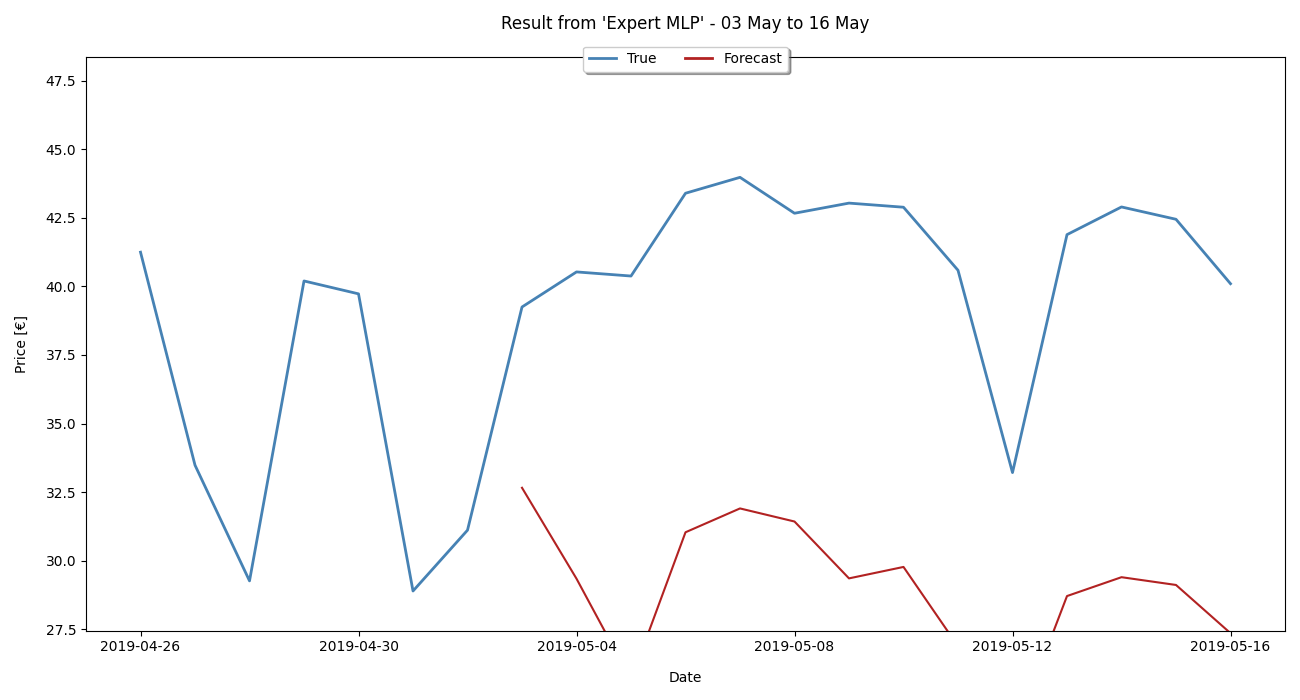 Result from 'Expert MLP' - 03 May to 16 May
True Forecast
47.5
45.0
42.5
40.0
37.5
35.0
32.5
30.0
27.5
Price [€]
2019-04-26 2019-04-30 2019-05-04 2019-05-08 2019-05-12 2019-05-16
Date